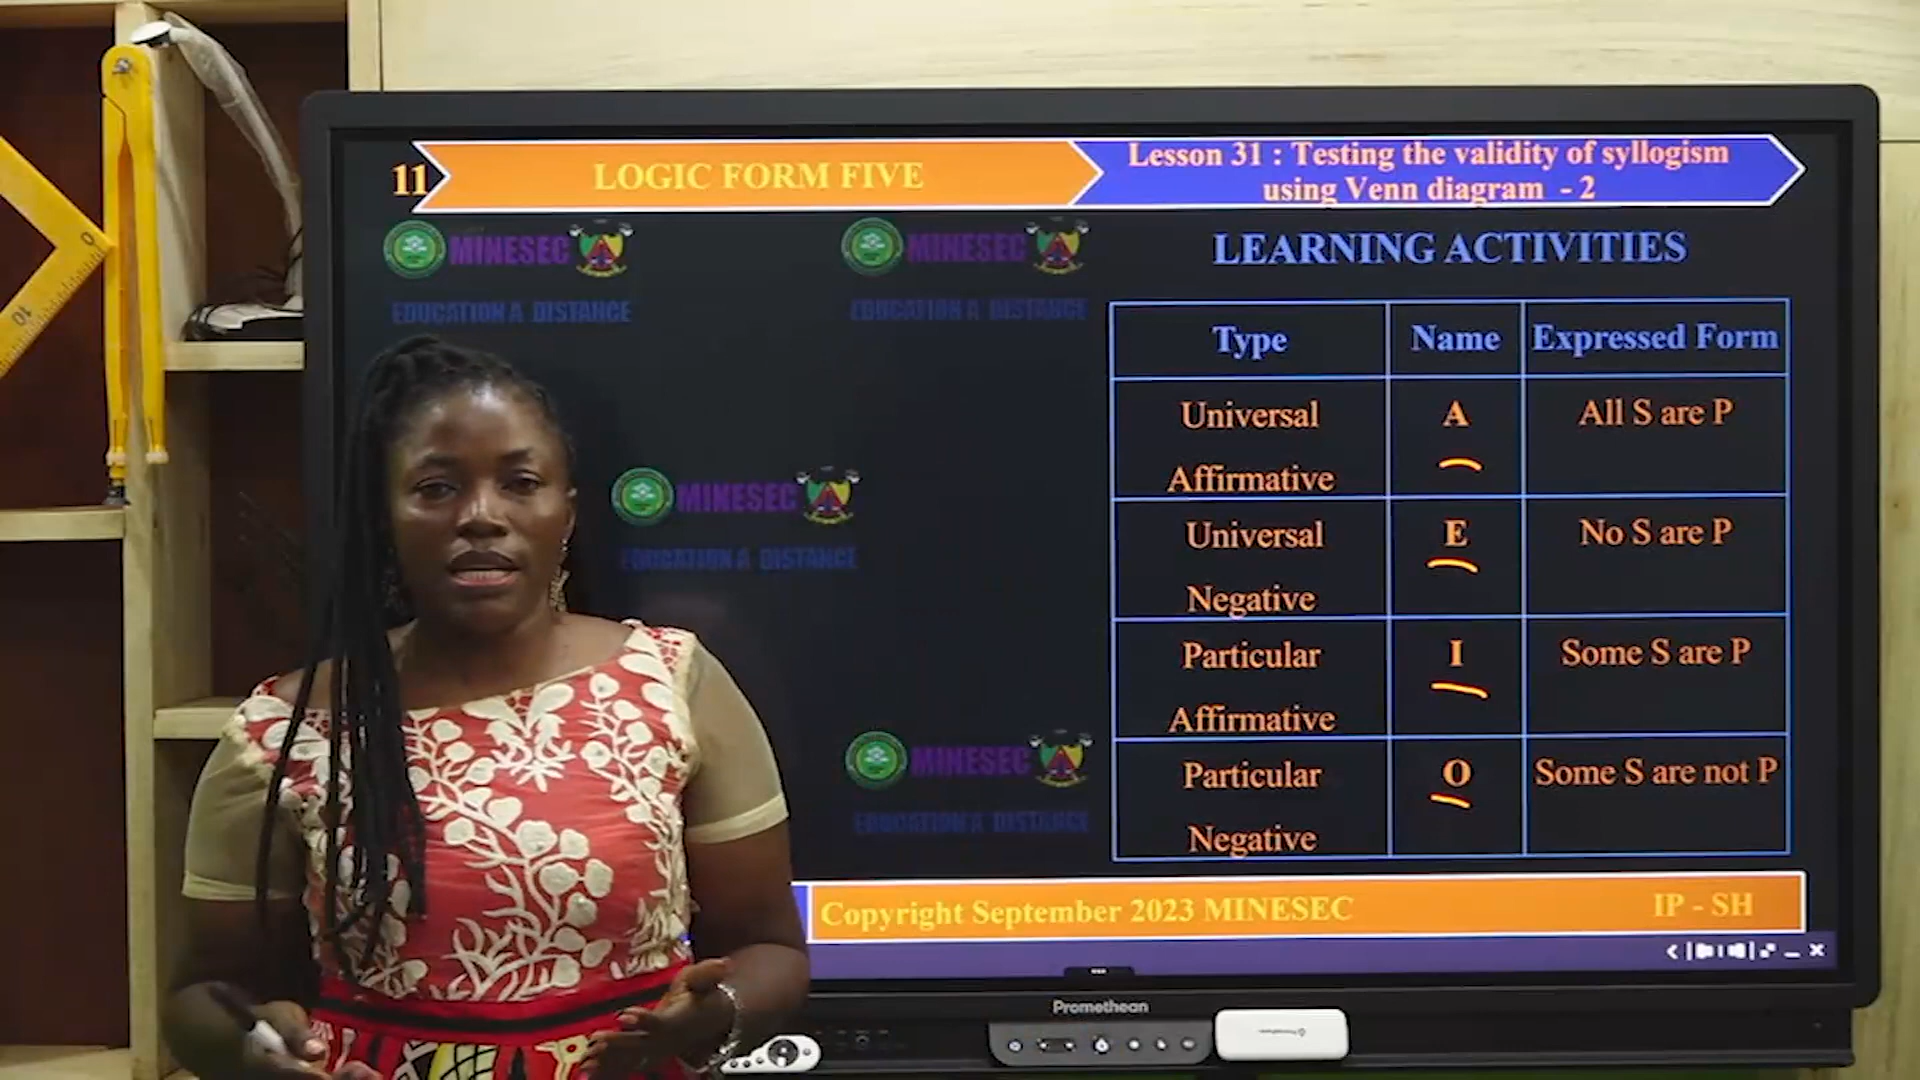 11
LOGIC FORM FIVE
Lesson 31 : Testing the validity of syllogism
using Venn diagram - 2
MINESEC
EDUCATION A DISTANCE
MINESEC
EDUCATION A DISTANCE
LEARNING ACTIVITIES
Type Name Expressed Form
Universal A All S are P
Affirmative
Universal E No S are P
Negative
Particular I Some S are P
Affirmative
Particular O Some S are not P
Negative
MINESEC
EDUCATION A DISTANCE
MINESEC
EDUCATION A DISTANCE
Copyright September 2023 MINESEC
IP - SH
Promethean
0
10